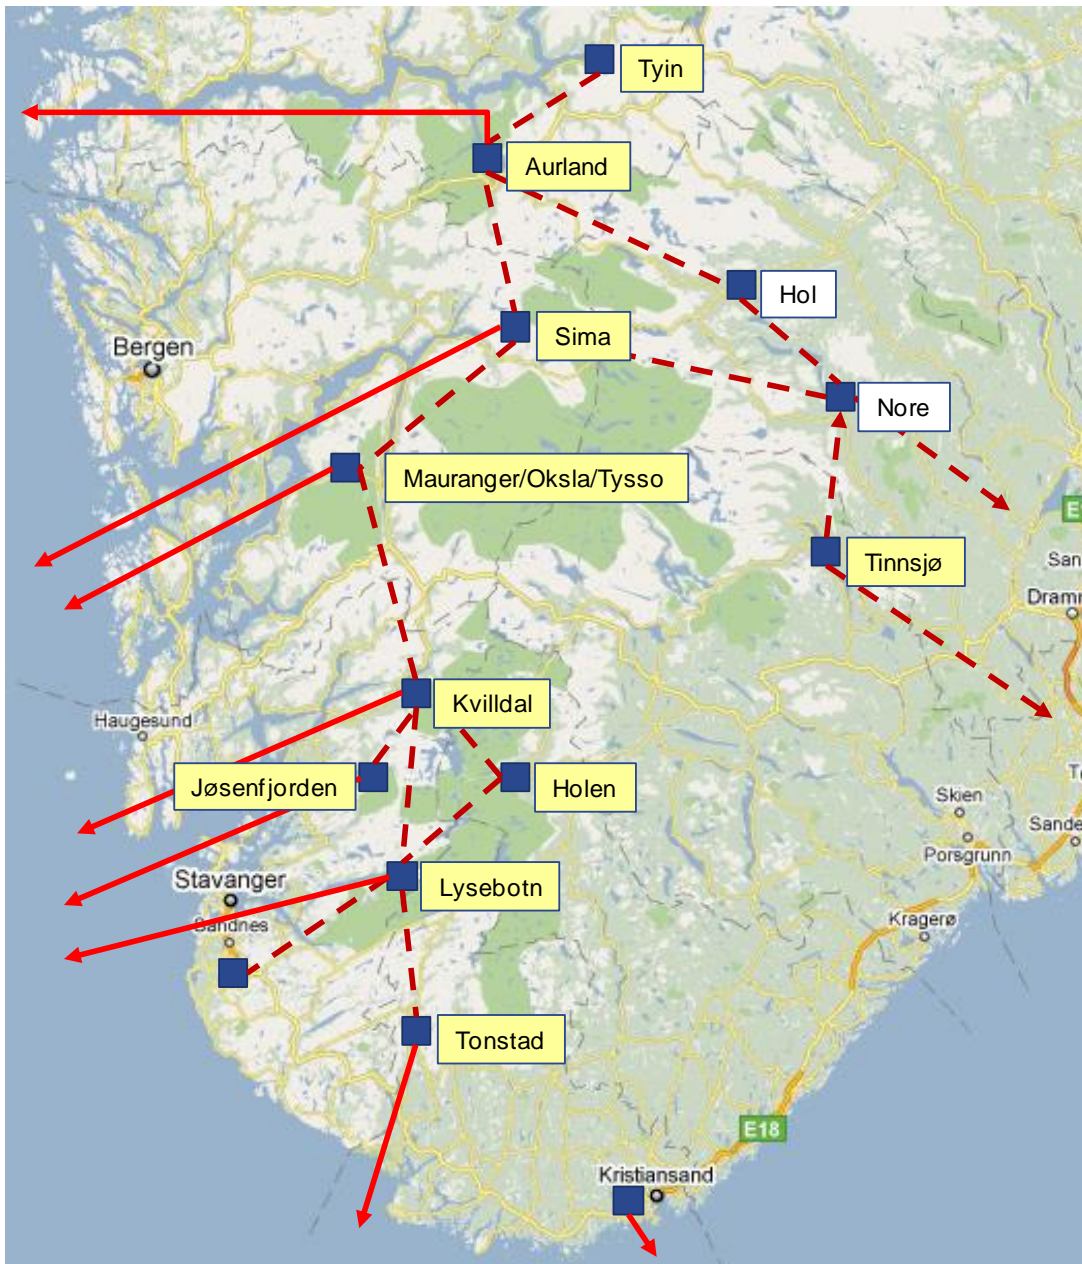 Tyin
Aurland
Hol
Sima
Bergen
Nore
Mauranger/Oksla/Tysso
Tinnsjø
San
Dramm
Kvilldal
Haugesund
Jøsenfjorden
Holen
Skien
Sande
Porsgrunn
Stavanger
Lysebotn
Sandnes
Kragerø
Tonstad
E18
Kristiansand